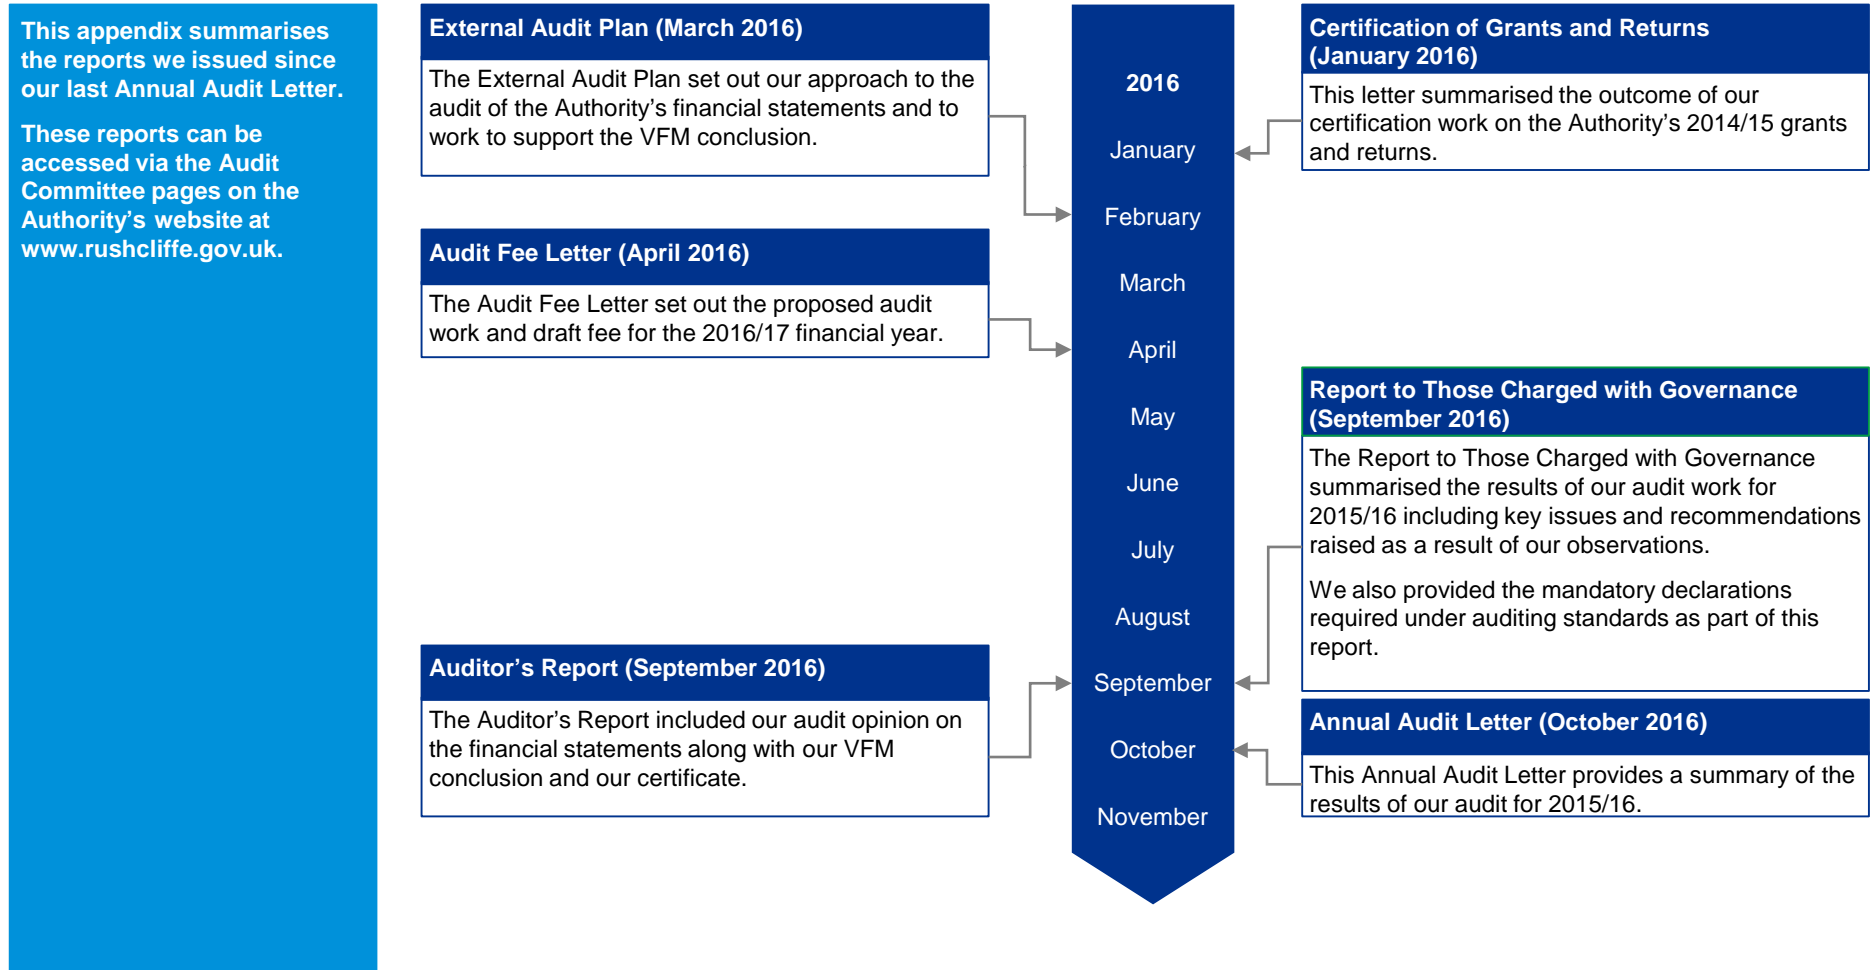 This appendix summarises
the reports we issued since
our last Annual Audit Letter.
These reports can be
accessed via the Audit
Committee pages on the
Authority’s website at
www.rushcliffe.gov.uk.
External Audit Plan (March 2016)
The External Audit Plan set out our approach to the
audit of the Authority’s financial statements and to
work to support the VFM conclusion.
Audit Fee Letter (April 2016)
The Audit Fee Letter set out the proposed audit
work and draft fee for the 2016/17 financial year.
Auditor’s Report (September 2016)
The Auditor’s Report included our audit opinion on
the financial statements along with our VFM
conclusion and our certificate.
2016
January
February
March
April
May
June
July
August
September
October
November
Certification of Grants and Returns
(January 2016)
This letter summarised the outcome of our
certification work on the Authority’s 2014/15 grants
and returns.
Report to Those Charged with Governance
(September 2016)
The Report to Those Charged with Governance
summarised the results of our audit work for
2015/16 including key issues and recommendations
raised as a result of our observations.
We also provided the mandatory declarations
required under auditing standards as part of this
report.
Annual Audit Letter (October 2016)
This Annual Audit Letter provides a summary of the
results of our audit for 2015/16.